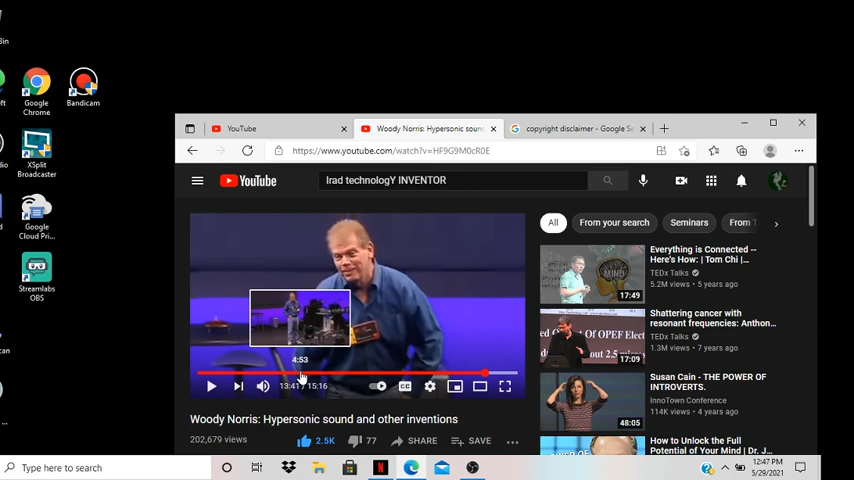 Bin
Google
Chrome
Bandicam
XSplit
Broadcaster
Google
Cloud Pri...
Streamlabs
OBS
YouTube
Woody Norris: Hypersonic soun
copyright disclaimer - Google Se
https://www.youtube.com/watch?v=HF9G9M0cR0E
YouTube
Irad technologY INVENTOR
All
From your search
Seminars
From T
4:53
13:41 / 15:16
CC
Woody Norris: Hypersonic sound and other inventions
202,679 views
2.5K
77
SHARE
SAVE
Everything is Connected --
Here's How: | Tom Chi |...
TEDx Talks
5.2M views • 5 years ago
17:49
Shattering cancer with
resonant frequencies: Anthon...
TEDx Talks
1.3M views • 7 years ago
17:09
Susan Cain - THE POWER OF
INTROVERTS.
InnoTown Conference
114K views • 4 years ago
48:05
How to Unlock the Full
Potential of Your Mind | Dr. J...
Type here to search
12:47 PM
5/29/2021